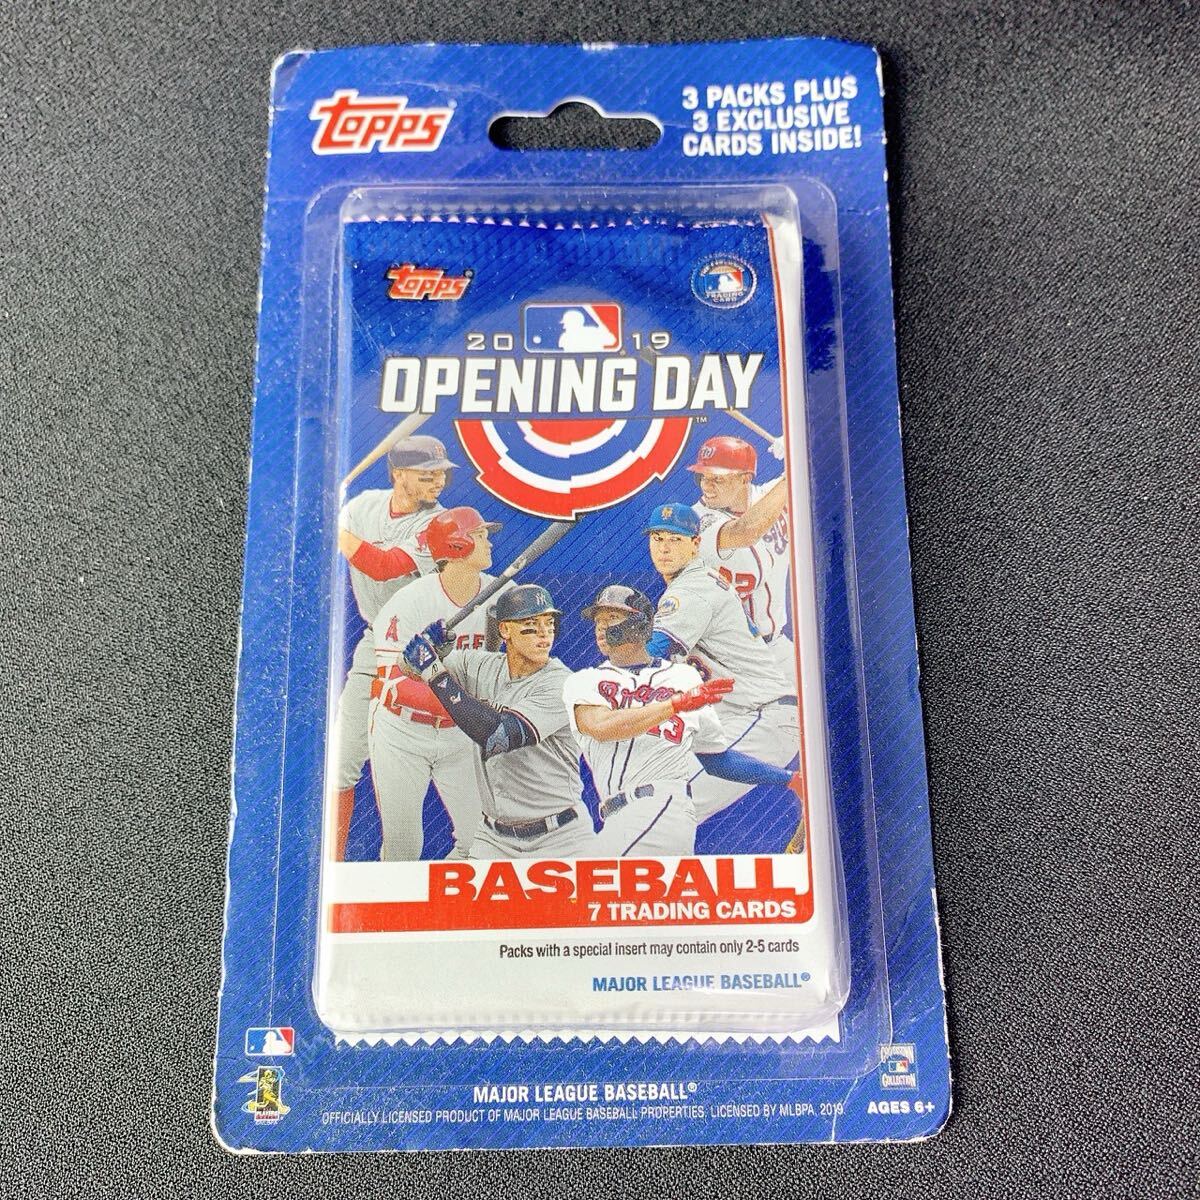 Topps
3 PACKS PLUS
3 EXCLUSIVE
CARDS INSIDE!
Topps®
20 19
OPENING DAY™
BASEBALL
7 TRADING CARDS
Packs with a special insert may contain only 2-5 cards
MAJOR LEAGUE BASEBALL®
MAJOR LEAGUE BASEBALL®
OFFICIALLY LICENSED PRODUCT OF MAJOR LEAGUE BASEBALL PROPERTIES. LICENSED BY MLBPA, 2019.
AGES 6+